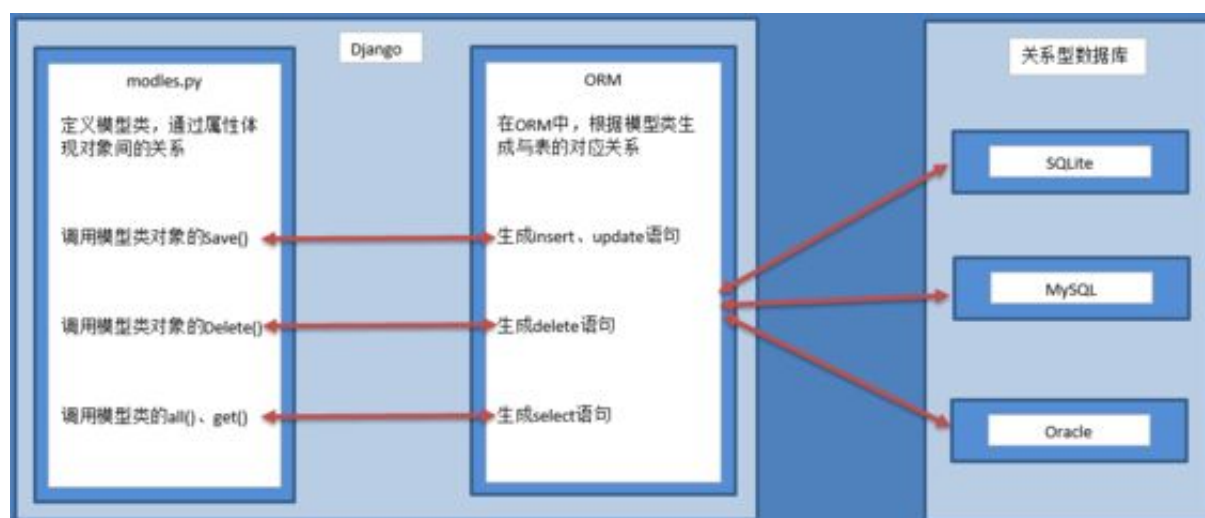 Django
modles.py
定义模型类，通过属性体
现对象间的关系
调用模型类对象的Save()
调用模型类对象的Delete()
调用模型类的all()、get()
ORM
在ORM中，根据模型类生
成与表的对应关系
生成insert、update语句
生成delete语句
生成select语句
关系型数据库
SQLite
MySQL
Oracle